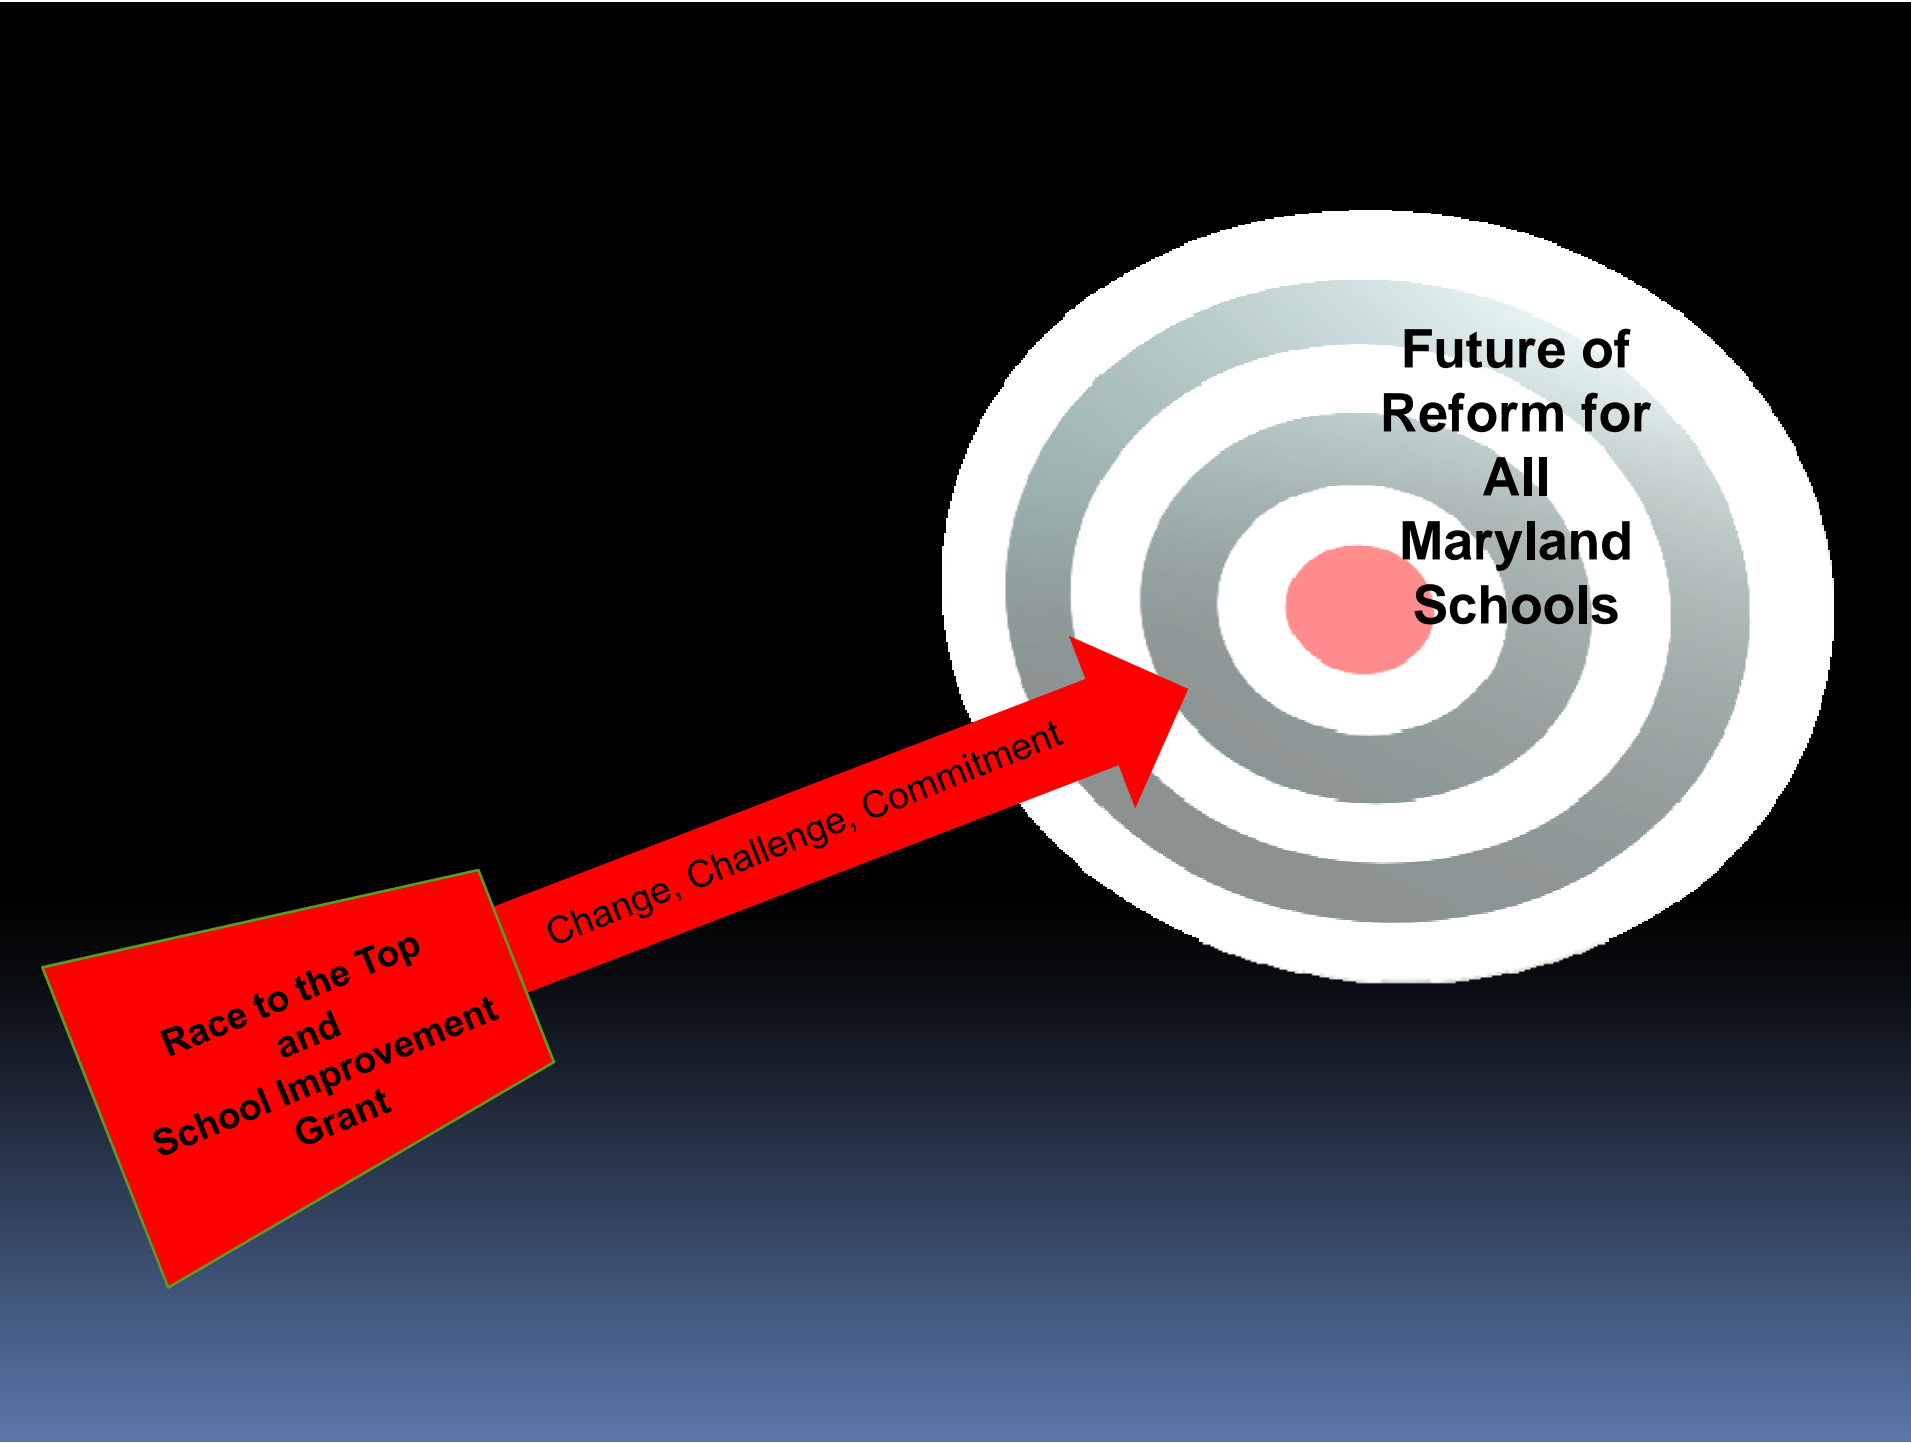 Future of
Reform for
All
Maryland
Schools
Change, Challenge, Commitment
Race to the Top
and
School Improvement
Grant